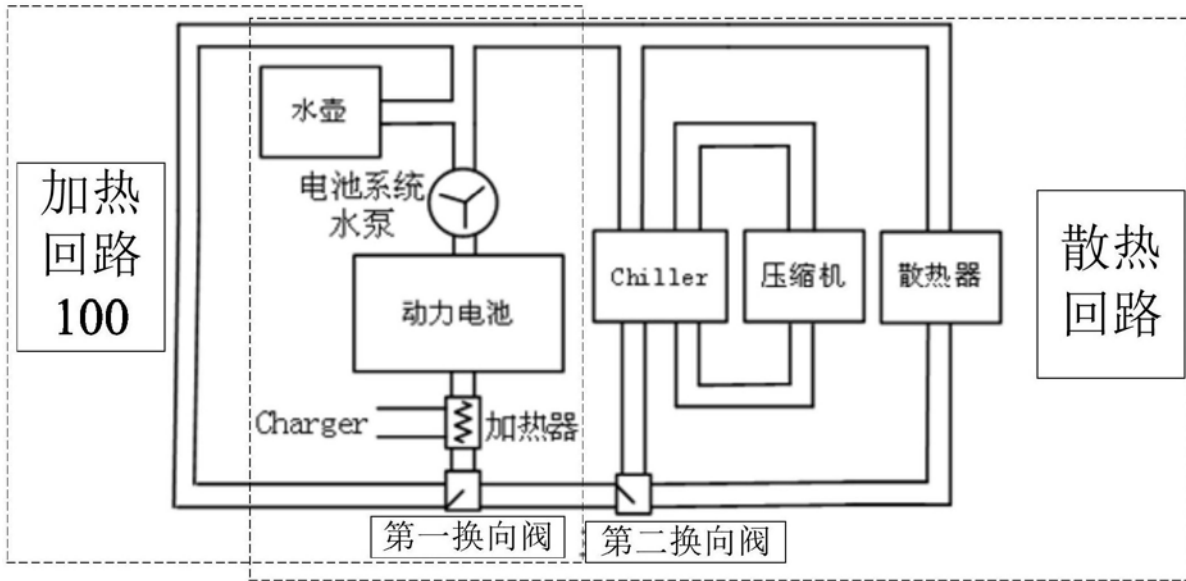 水壶
电池系统
水泵
加热
回路
100
动力电池
Chiller
压缩机
散热器
散热
回路
Charger
加热器
第一换向阀
第二换向阀